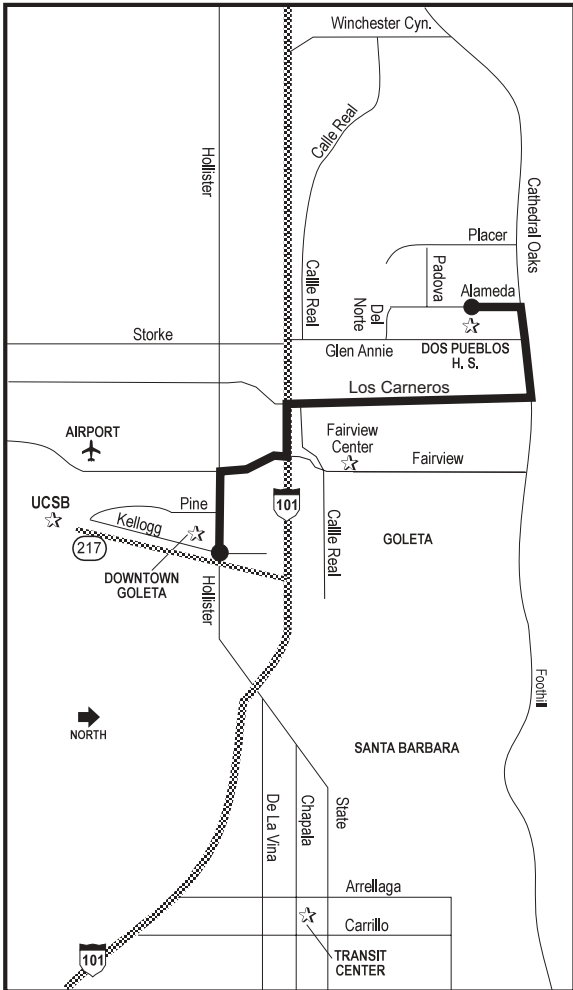 Winchester Cyn.
Calle Real
Hollister
Cathedral Oaks
Placer
Callle Real
Padova
Alameda
Del
Norte
Storke
Glen Annie
DOS PUEBLOS
H. S.
Los Carneros
AIRPORT
Fairview
Center
Fairview
UCSB
Pine
Kellogg
101
Callle Real
217
GOLETA
DOWNTOWN
GOLETA
Hollister
Foothill
NORTH
SANTA BARBARA
De La Vina
Chapala
State
Arrellaga
Carrillo
TRANSIT
CENTER
101